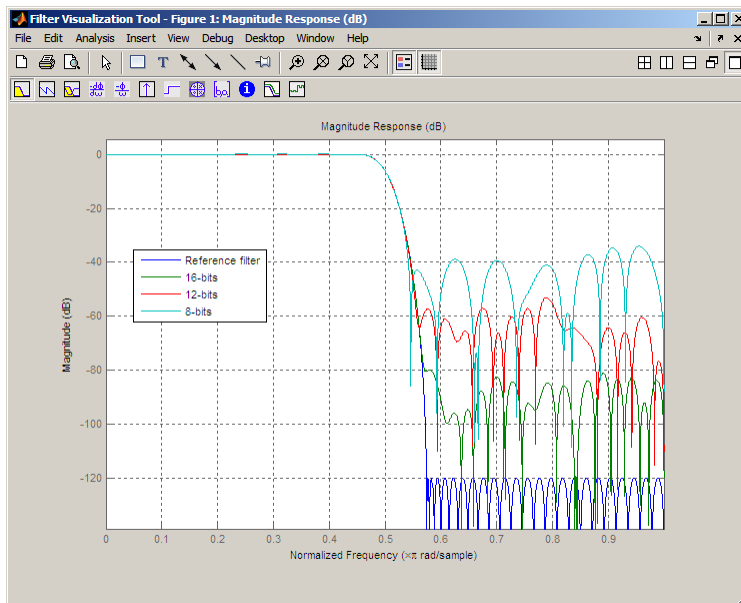 Filter Visualization Tool - Figure 1: Magnitude Response (dB)
File Edit Analysis Insert View Debug Desktop Window Help
Magnitude Response (dB)
0
-20
-40
-60
-80
-100
-120
Magnitude (dB)
Reference filter
16-bits
12-bits
8-bits
0 0.1 0.2 0.3 0.4 0.5 0.6 0.7 0.8 0.9
Normalized Frequency (×π rad/sample)